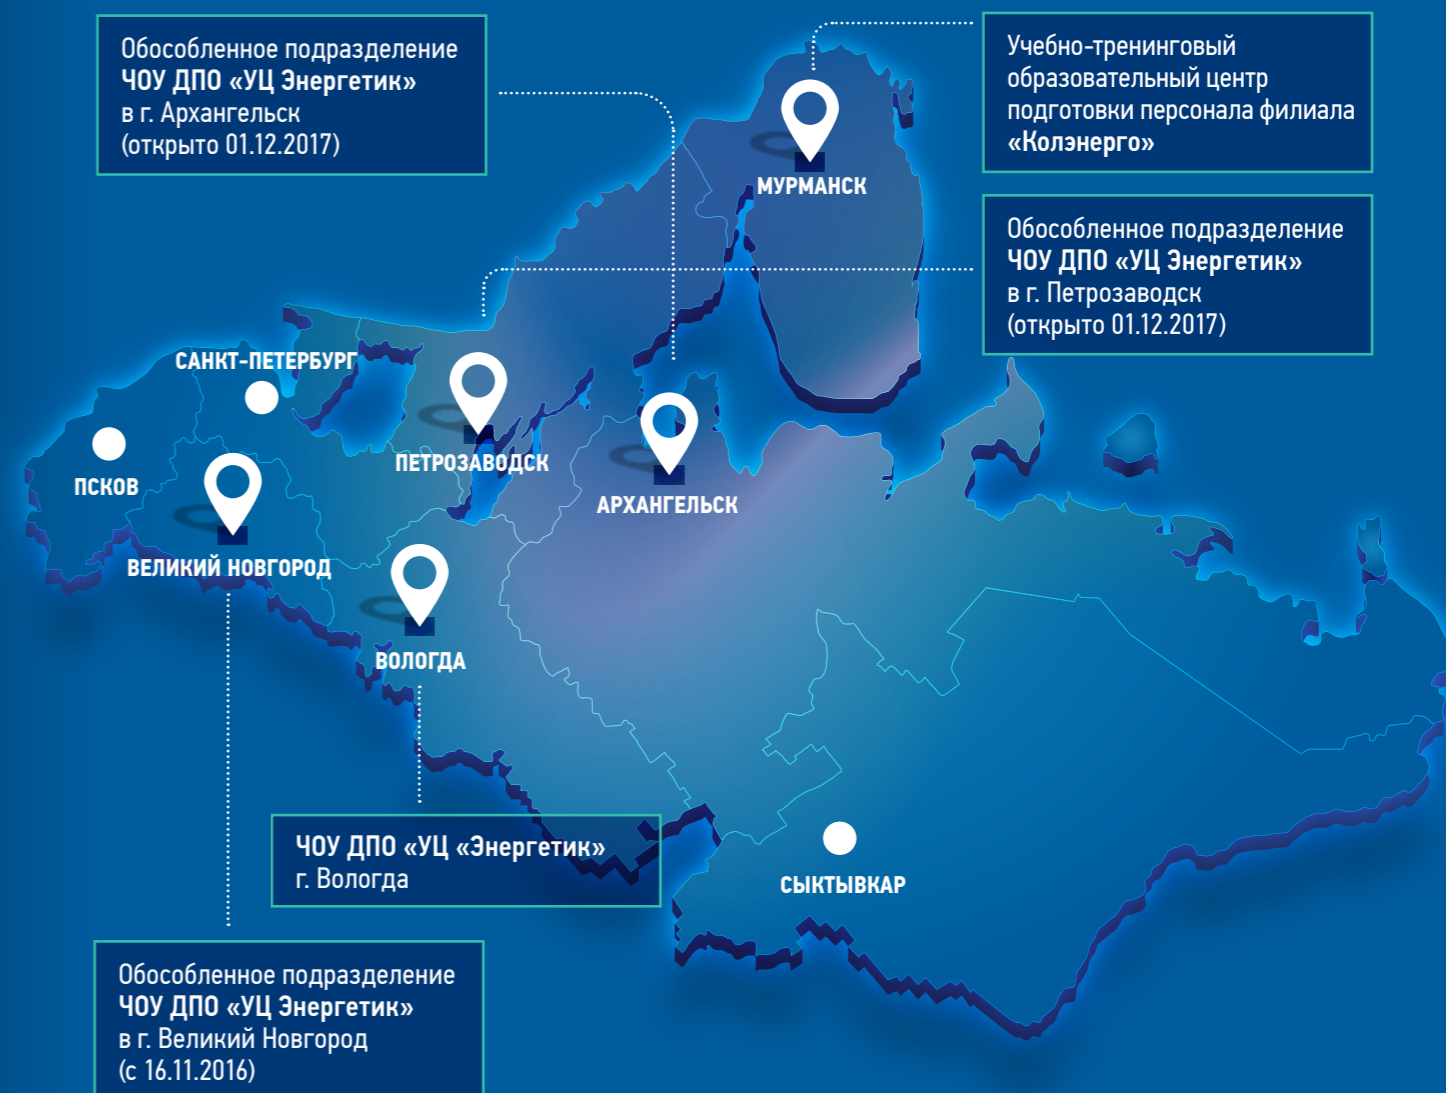 Обособленное подразделение
ЧОУ ДПО «УЦ Энергетик»
в г. Архангельск
(открыто 01.12.2017)
Учебно-тренинговый
образовательный центр
подготовки персонала филиала
«Колэнерго»
МУРМАНСК
Обособленное подразделение
ЧОУ ДПО «УЦ Энергетик»
в г. Петрозаводск
(открыто 01.12.2017)
САНКТ-ПЕТЕРБУРГ
ПСКОВ
ПЕТРОЗАВОДСК
АРХАНГЕЛЬСК
ВЕЛИКИЙ НОВГОРОД
ВОЛОГДА
ЧОУ ДПО «УЦ «Энергетик»
г. Вологда
СЫКТЫВКАР
Обособленное подразделение
ЧОУ ДПО «УЦ Энергетик»
в г. Великий Новгород
(с 16.11.2016)